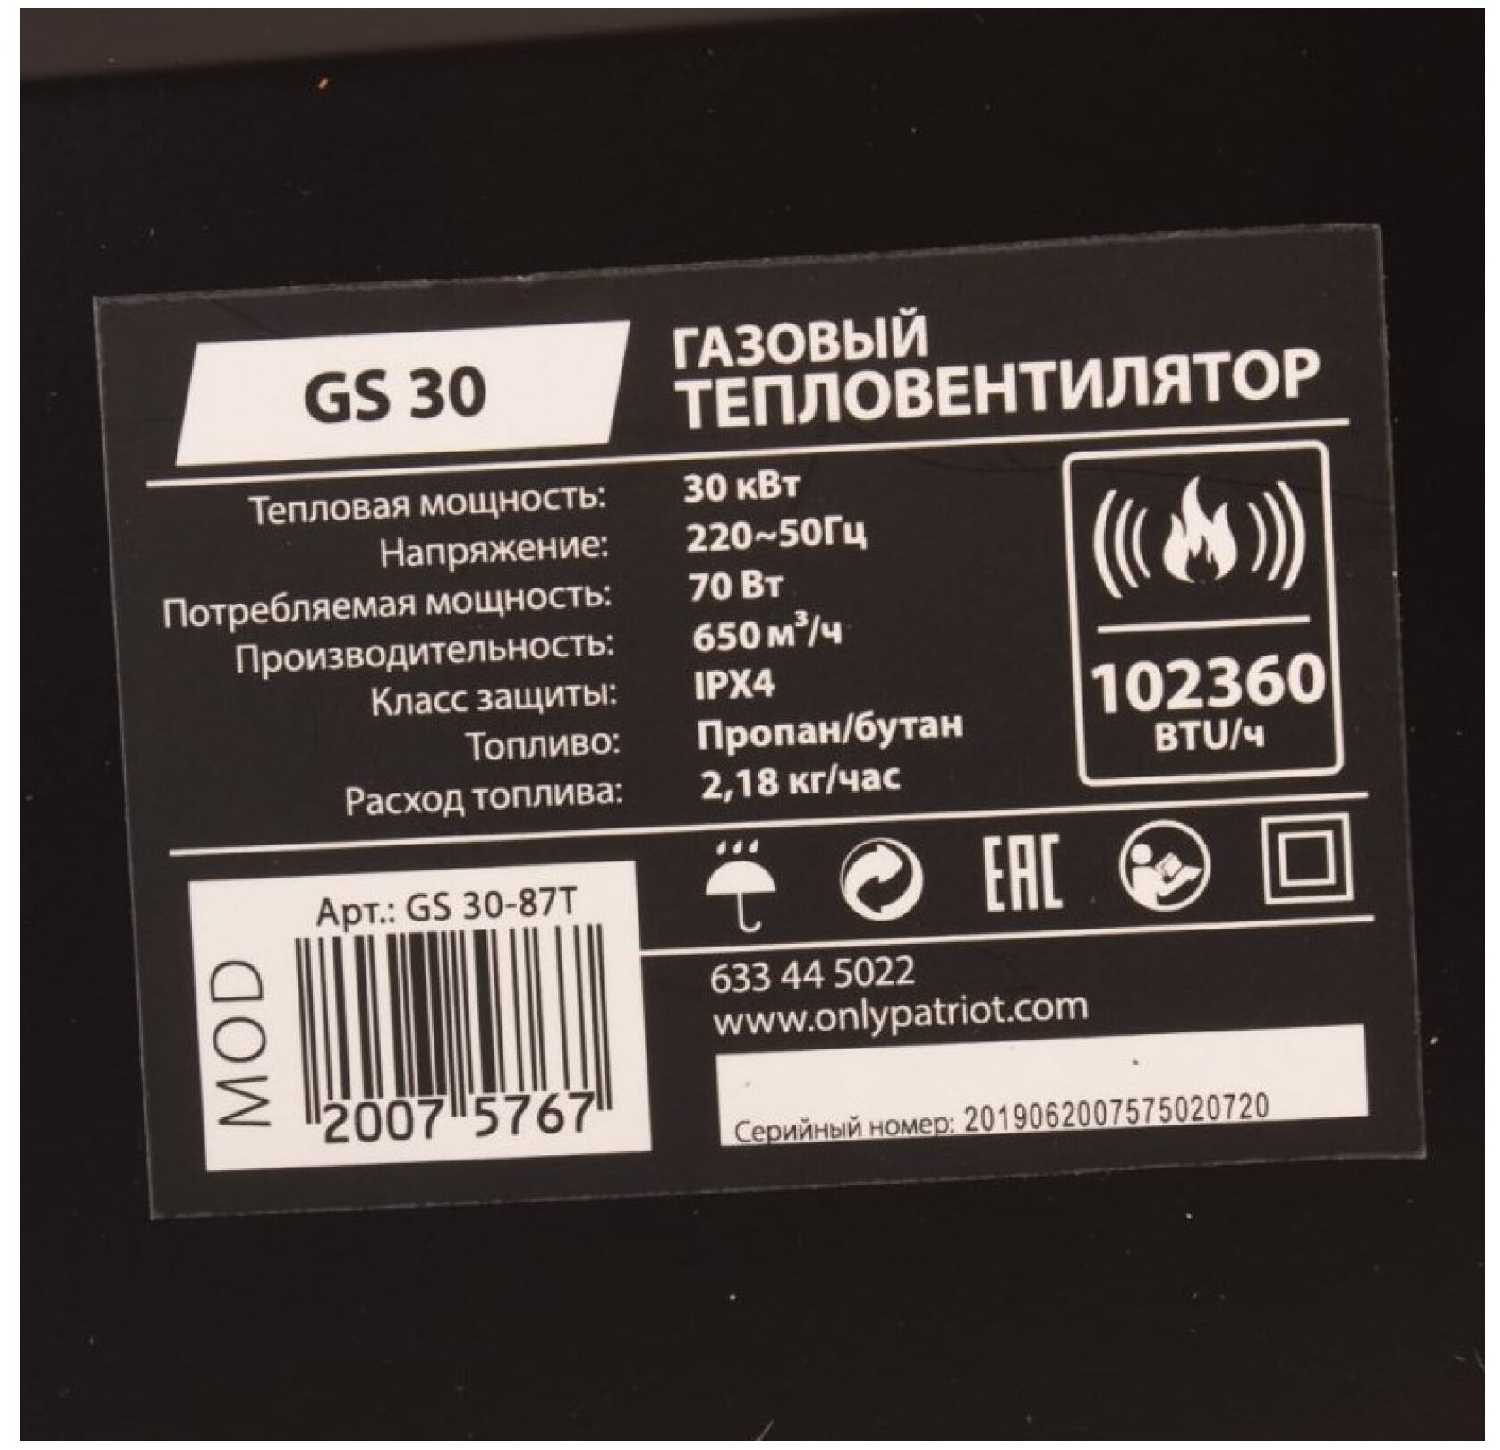 GS 30
ГАЗОВЫЙ
ТЕПЛОВЕНТИЛЯТОР
Тепловая мощность: 30 кВт
Напряжение: 220~50Гц
Потребляемая мощность: 70 Вт
Производительность: 650 м³/ч
Класс защиты: IPX4
Топливо: Пропан/бутан
Расход топлива: 2,18 кг/час
102360
BTU/ч
EAC
MOD
Арт.: GS 30-87T
2007 5767
633 44 5022
www.onlypatriot.com
Серийный номер: 2019062007575020720